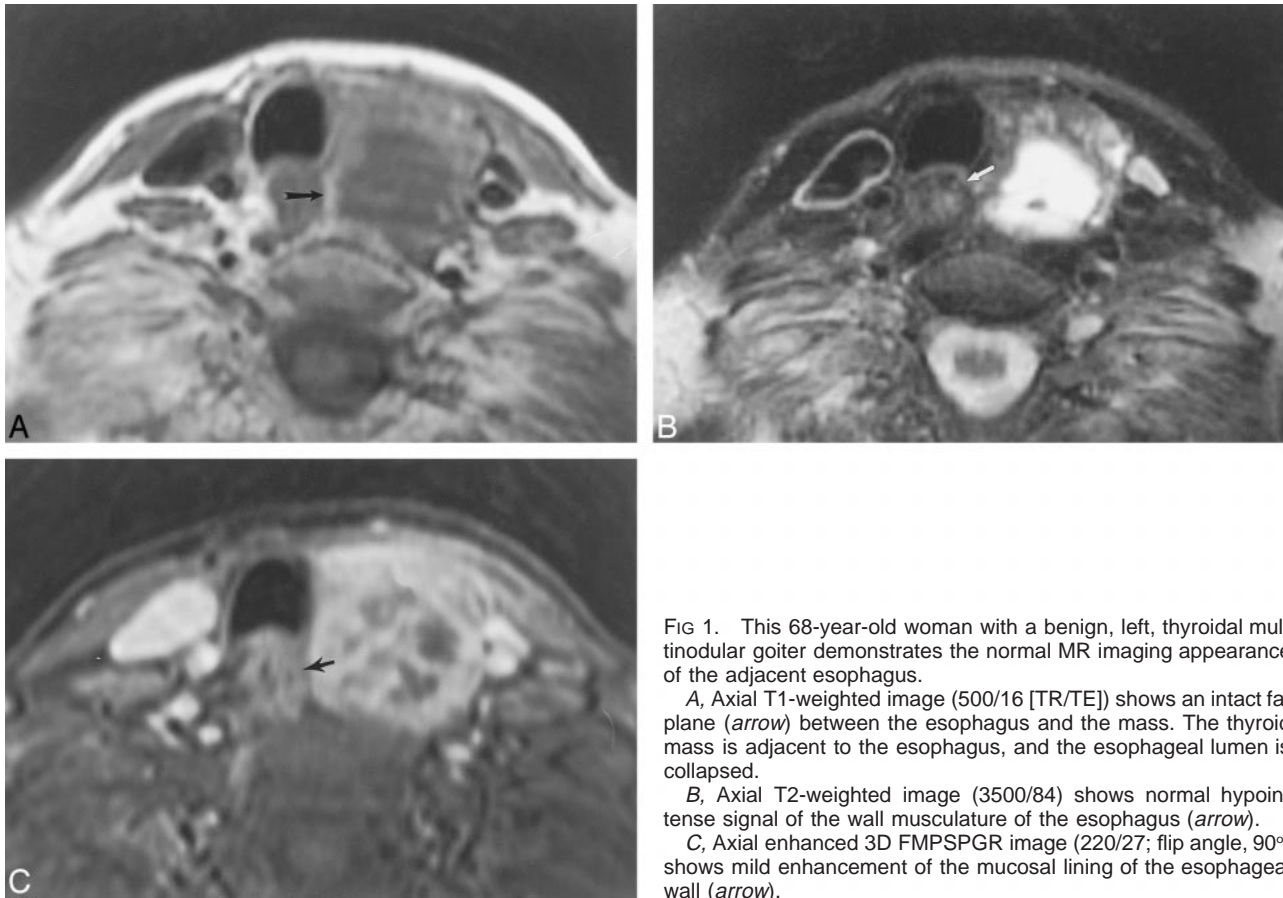 A
B
C
FIG 1. This 68-year-old woman with a benign, left, thyroidal mul-
tinodular goiter demonstrates the normal MR imaging appearance
of the adjacent esophagus.
A, Axial T1-weighted image (500/16 [TR/TE]) shows an intact fa
plane (arrow) between the esophagus and the mass. The thyroid
mass is adjacent to the esophagus, and the esophageal lumen is
collapsed.
B, Axial T2-weighted image (3500/84) shows normal hypoin
tense signal of the wall musculature of the esophagus (arrow).
C, Axial enhanced 3D FMPSPGR image (220/27; flip angle, 90°
shows mild enhancement of the mucosal lining of the esophagea
wall (arrow).